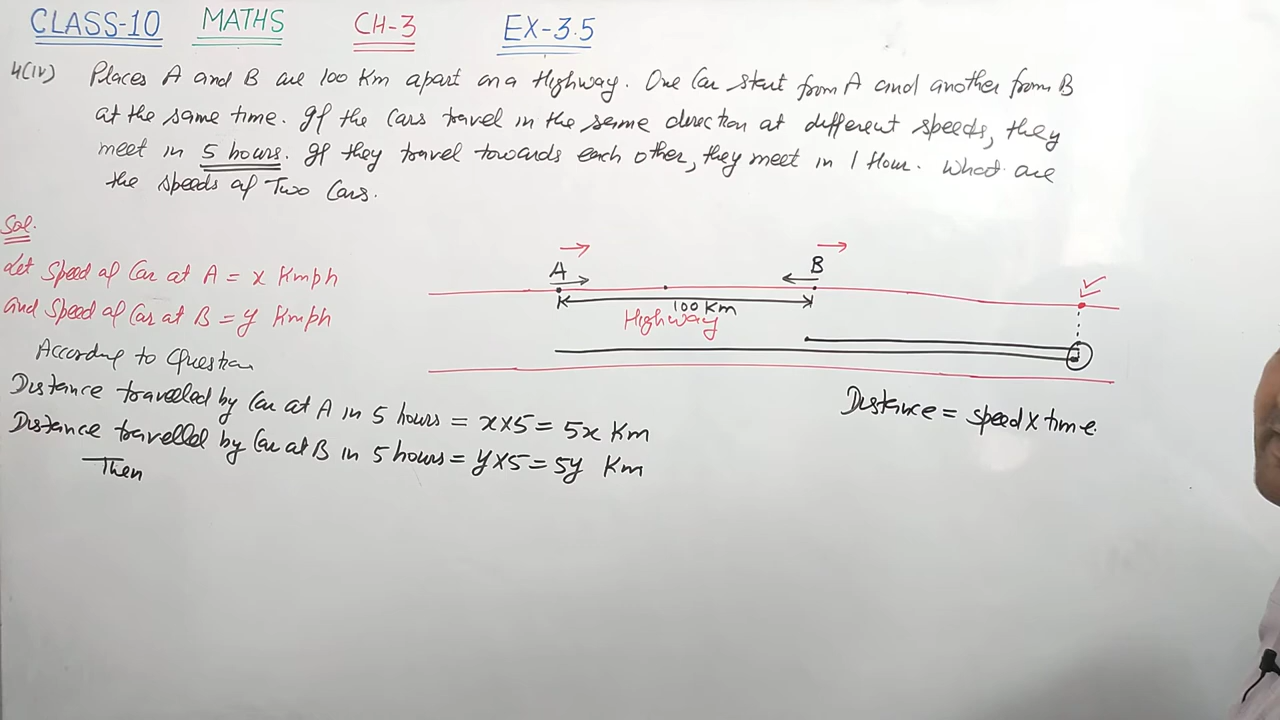 CLASS-10 MATHS CH-3 EX-3.5
4(iv) Places A and B are 100 Km apart on a Highway. One Car start from A and another from B
at the same time. If the Cars travel in the same direction at different speeds, they
meet in 5 hours. If they travel towards each other, they meet in 1 Hour. What are
the speeds of Two Cars.
Sol.
Let Speed of Car at A = x Kmph
and Speed of Car at B = y Kmph
According to Question
A
B
100 Km
Highway
Distance = speed × time.
Distance travelled by Car at A in 5 hours = x×5 = 5x Km
Distance travelled by Car at B in 5 hours = y×5 = 5y Km
Then